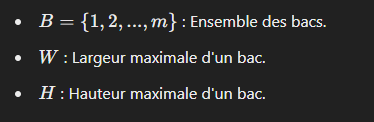 • B = {1, 2, ..., m} : Ensemble des bacs.
• W : Largeur maximale d'un bac.
• H : Hauteur maximale d'un bac.